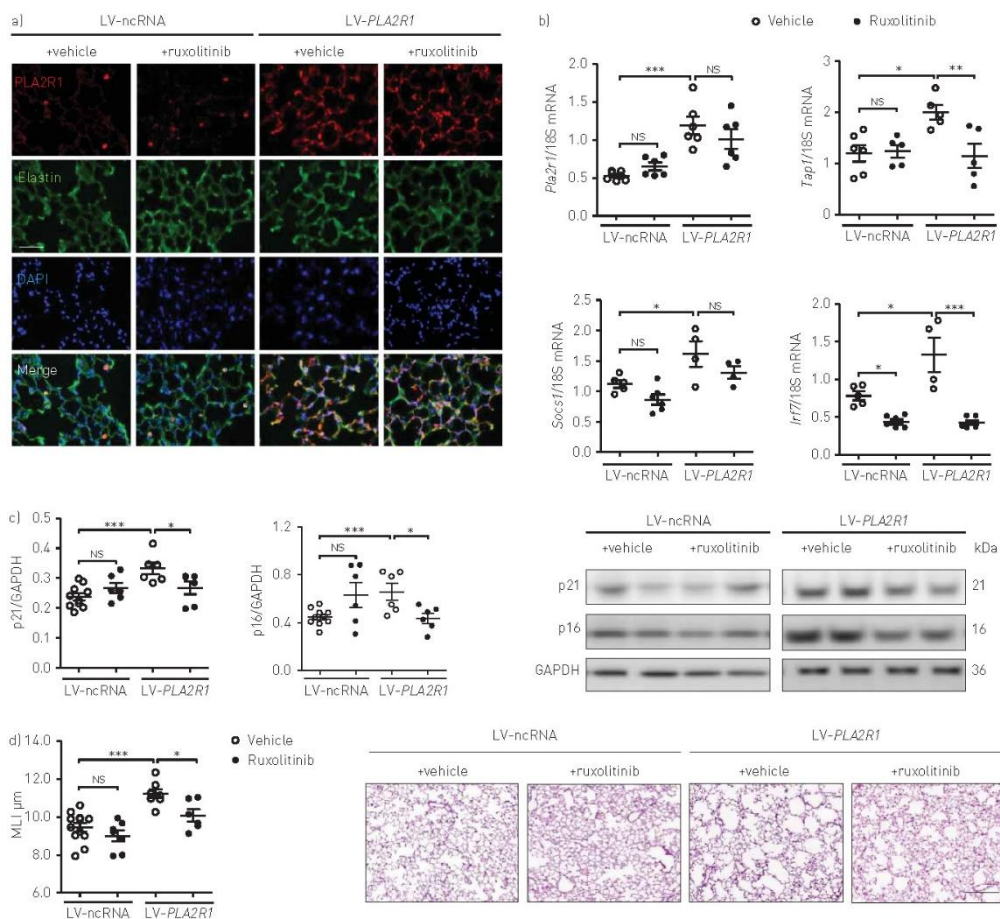 a) LV-ncRNA LV-PLA2R1
+vehicle +ruxolitinib +vehicle +ruxolitinib
PLA2R1
Elastin
DAPI
Merge
b) Vehicle Ruxolitinib
Pla2r1/18S mRNA
2.0
1.5
1.0
0.5
0.0
***
NS
NS
LV-ncRNA LV-PLA2R1
Tap1/18S mRNA
3
2
1
0
*
**
NS
LV-ncRNA LV-PLA2R1
Socs1/18S mRNA
2.5
2.0
1.5
1.0
0.5
0.0
*
NS
NS
LV-ncRNA LV-PLA2R1
Irf7/18S mRNA
2.0
1.5
1.0
0.5
0.0
*
***
*
LV-ncRNA LV-PLA2R1
c)
p21/GAPDH
0.5
0.4
0.3
0.2
0.1
0.0
***
*
NS
LV-ncRNA LV-PLA2R1
p16/GAPDH
1.2
0.8
0.4
0
***
*
NS
LV-ncRNA LV-PLA2R1
LV-ncRNA LV-PLA2R1
+vehicle +ruxolitinib +vehicle +ruxolitinib kDa
p21 21
p16 16
GAPDH 36
d)
Vehicle
Ruxolitinib
MLI μm
14.0
12.0
10.0
8.0
6.0
***
*
NS
LV-ncRNA LV-PLA2R1
LV-ncRNA LV-PLA2R1
+vehicle +ruxolitinib +vehicle +ruxolitinib